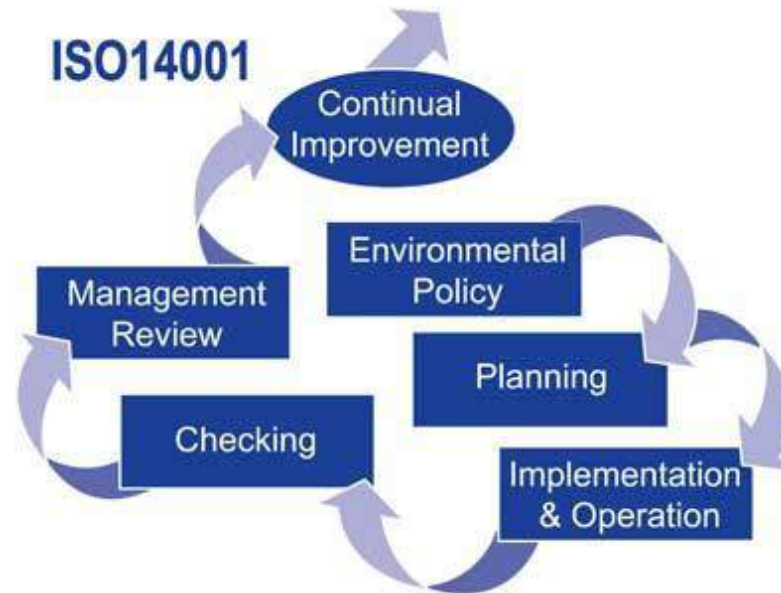 ISO14001
Continual
Improvement
Environmental
Policy
Management
Review
Planning
Checking
Implementation
& Operation